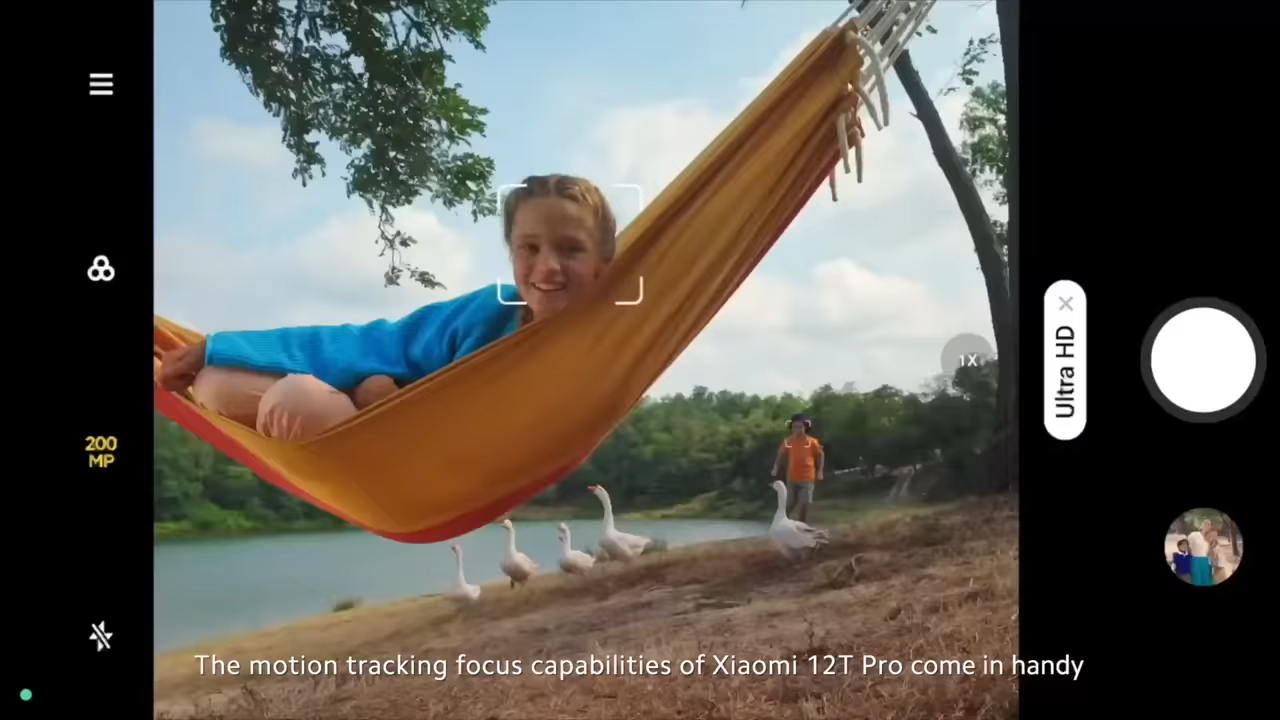 200
MP
1X
Ultra HD
The motion tracking focus capabilities of Xiaomi 12T Pro come in handy